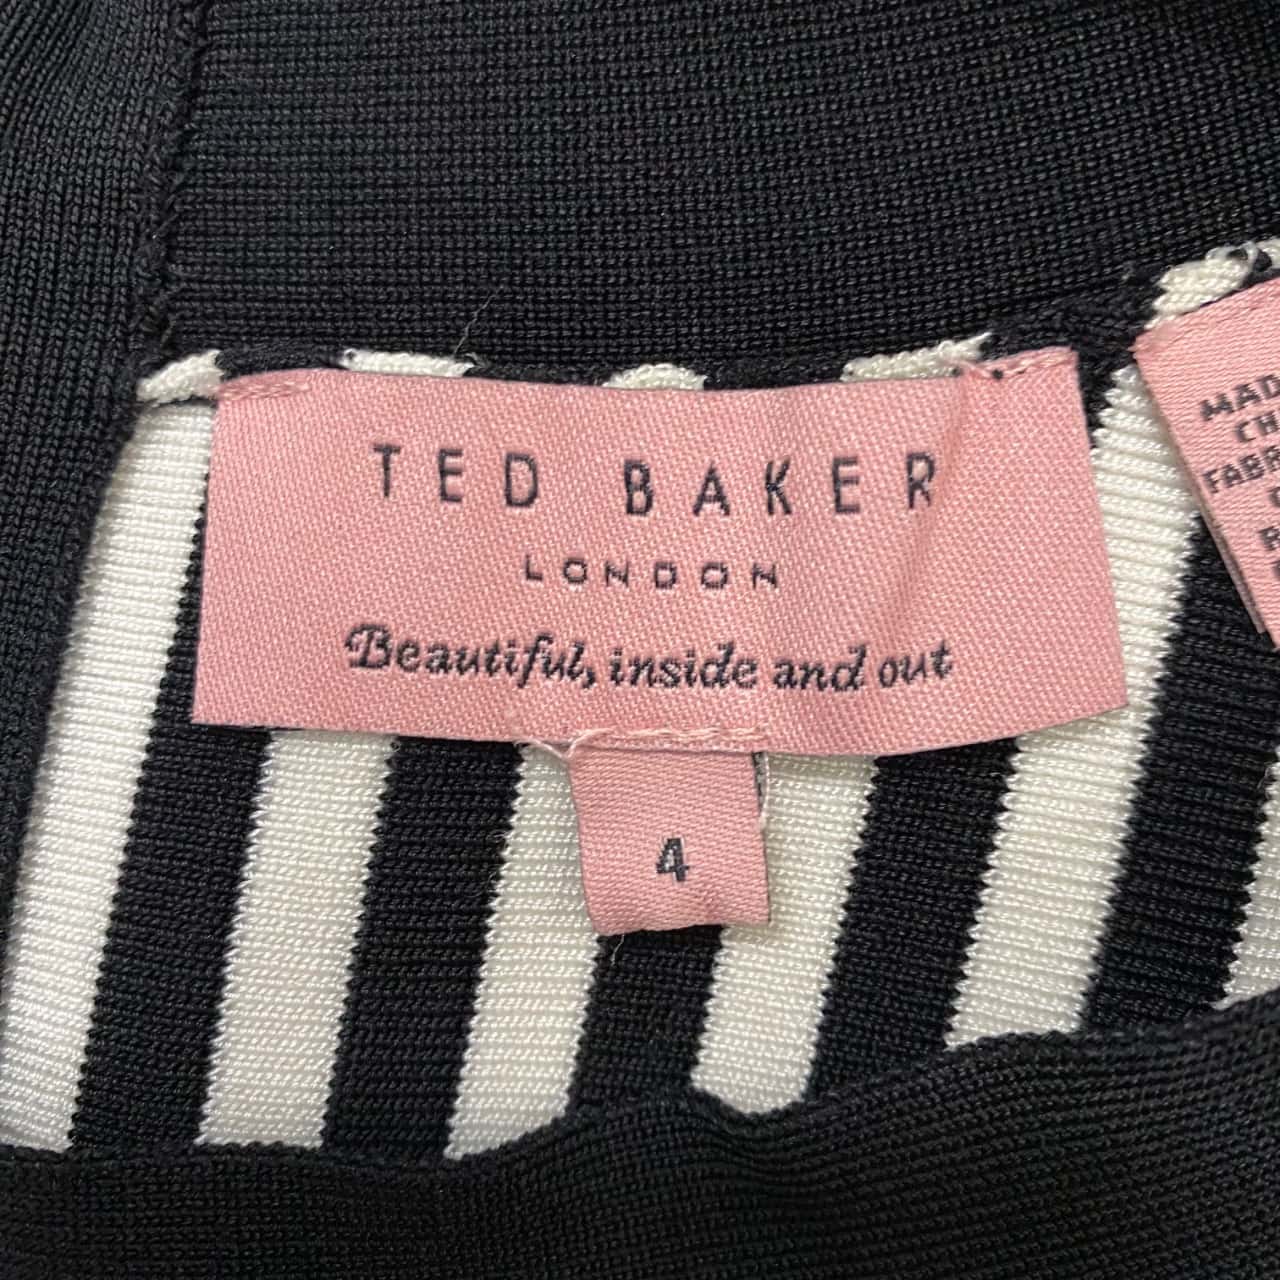 TED BAKER
LONDON
Beautiful, inside and out
4